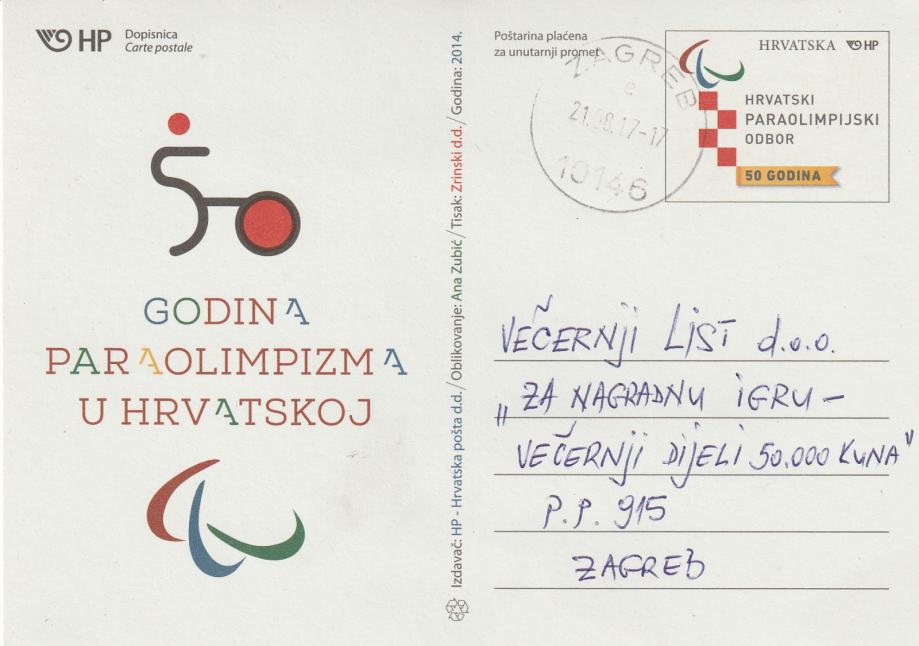 HP Dopisnica
Carte postale
GODINA
PARAOLIMPIZMA
U HRVATSKOJ
Izdavač: HP - Hrvatska pošta d.d. / Oblikovanje: Ana Zubić / Tisak: Zrinski d.d. / Godina: 2014.
Poštarina plaćena
za unutarnji promet
ZAGREB
e
21.08.17-17
10146
HRVATSKA HP
HRVATSKI
PARAOLIMPIJSKI
ODBOR
50 GODINA
VEČERNJI LIST d.o.o.
„ZA NAGRADNU IGRU –
VEČERNJI DIJELI 50.000 KUNA"
P.P. 915
ZAGREB